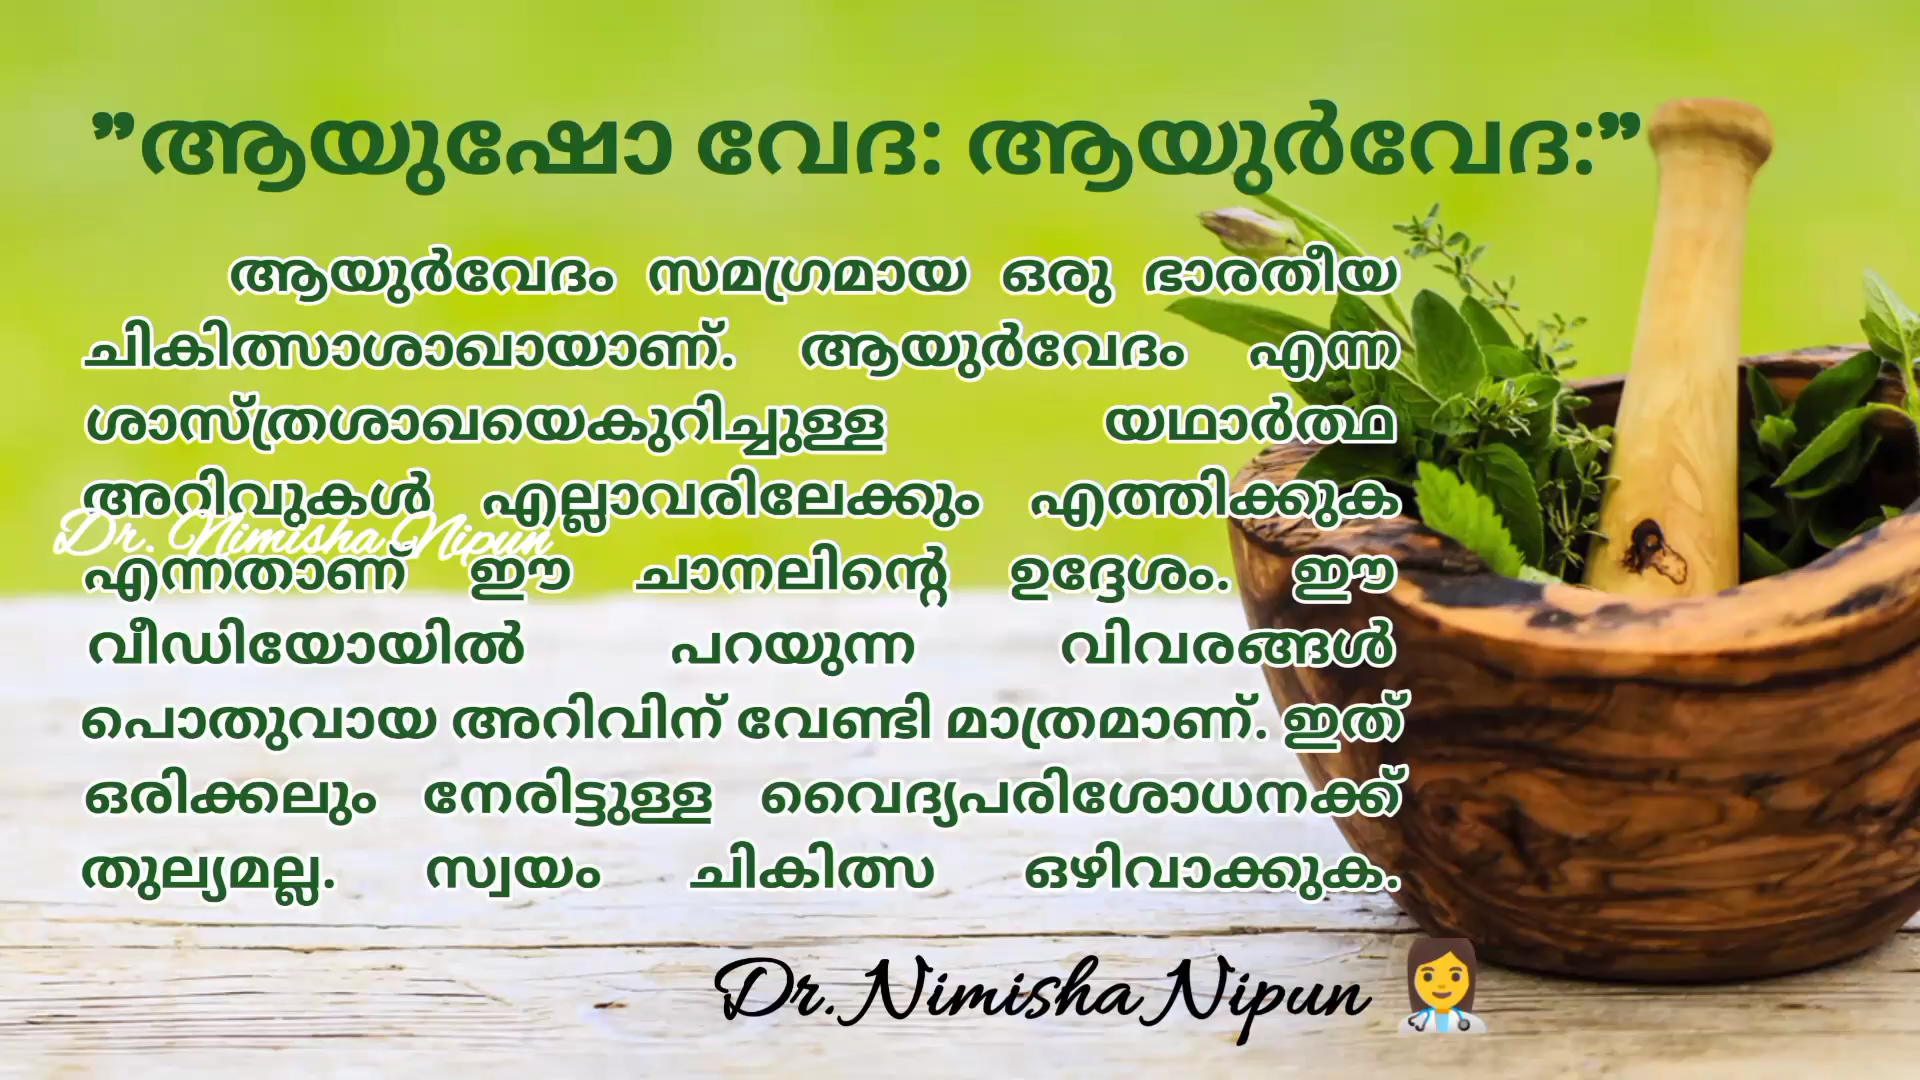 ”ആയുഷോ വേദ: ആയുർവേദ:”
ആയുർവേദം സമഗ്രമായ ഒരു ഭാരതീയ
ചികിത്സാശാഖായാണ്. ആയുർവേദം എന്ന
ശാസ്ത്രശാഖയെകുറിച്ചുള്ള യഥാർത്ഥ
അറിവുകൾ എല്ലാവരിലേക്കും എത്തിക്കുക
Dr. Nimisha Nipun
എന്നതാണ് ഈ ചാനലിന്റെ ഉദ്ദേശം. ഈ
വീഡിയോയിൽ പറയുന്ന വിവരങ്ങൾ
പൊതുവായ അറിവിന് വേണ്ടി മാത്രമാണ്. ഇത്
ഒരിക്കലും നേരിട്ടുള്ള വൈദ്യപരിശോധനക്ക്
തുല്യമല്ല. സ്വയം ചികിത്സ ഒഴിവാക്കുക.
Dr. Nimisha Nipun